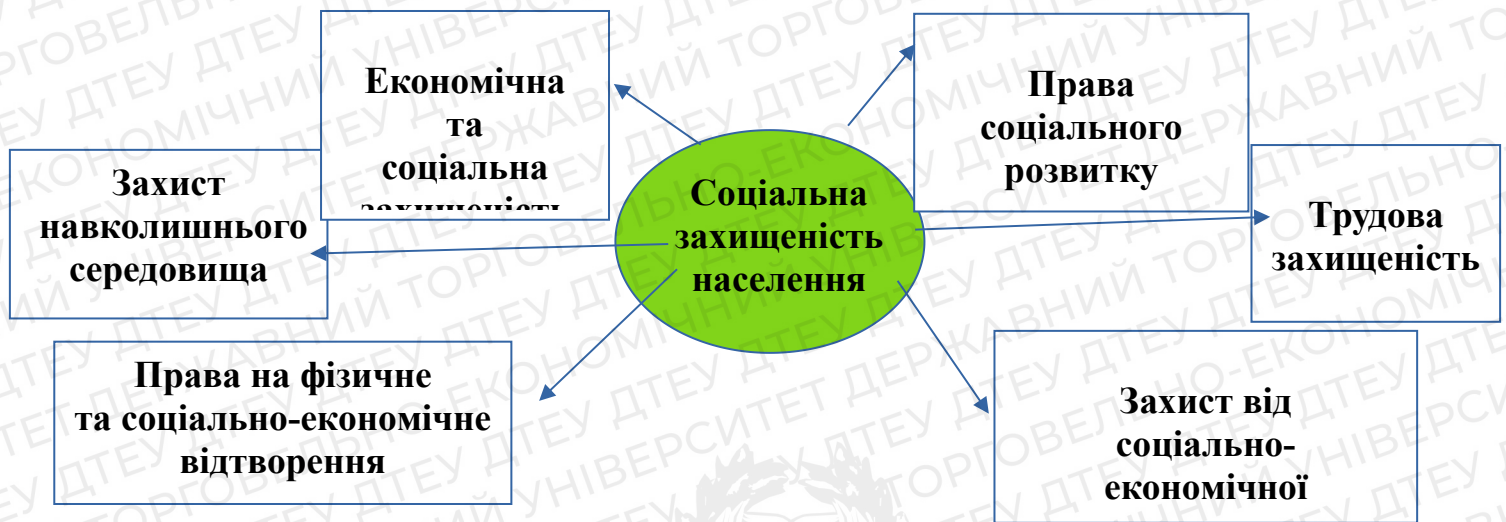 Економічна
та
соціальна
захищеність
Права
соціального
розвитку
Захист
навколишнього
середовища
Соціальна
захищеність
населення
Трудова
захищеність
Права на фізичне
та соціально-економічне
відтворення
Захист від
соціально-
економічної